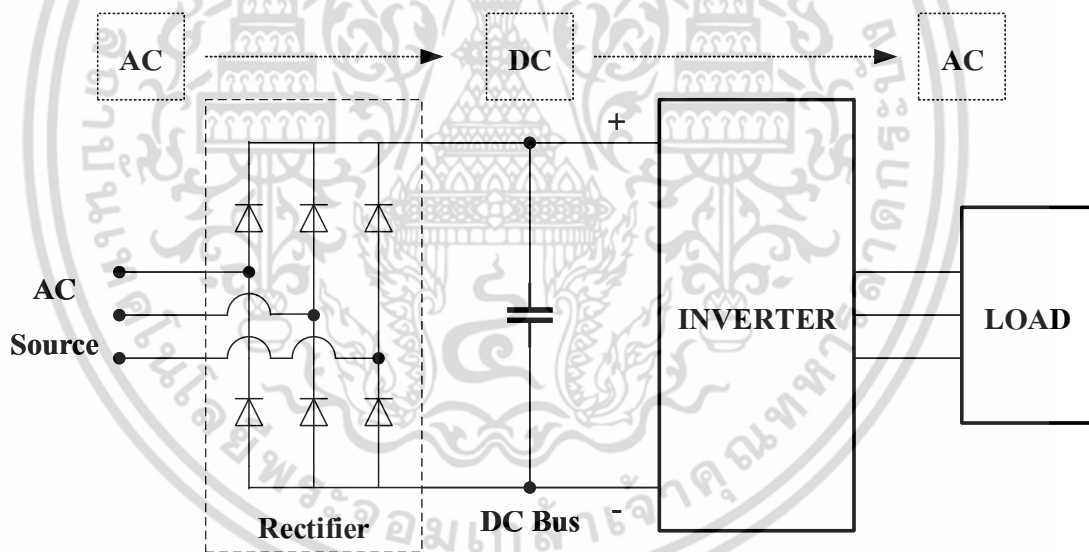 AC
DC
AC
+
AC
Source
INVERTER
LOAD
Rectifier
DC Bus
-